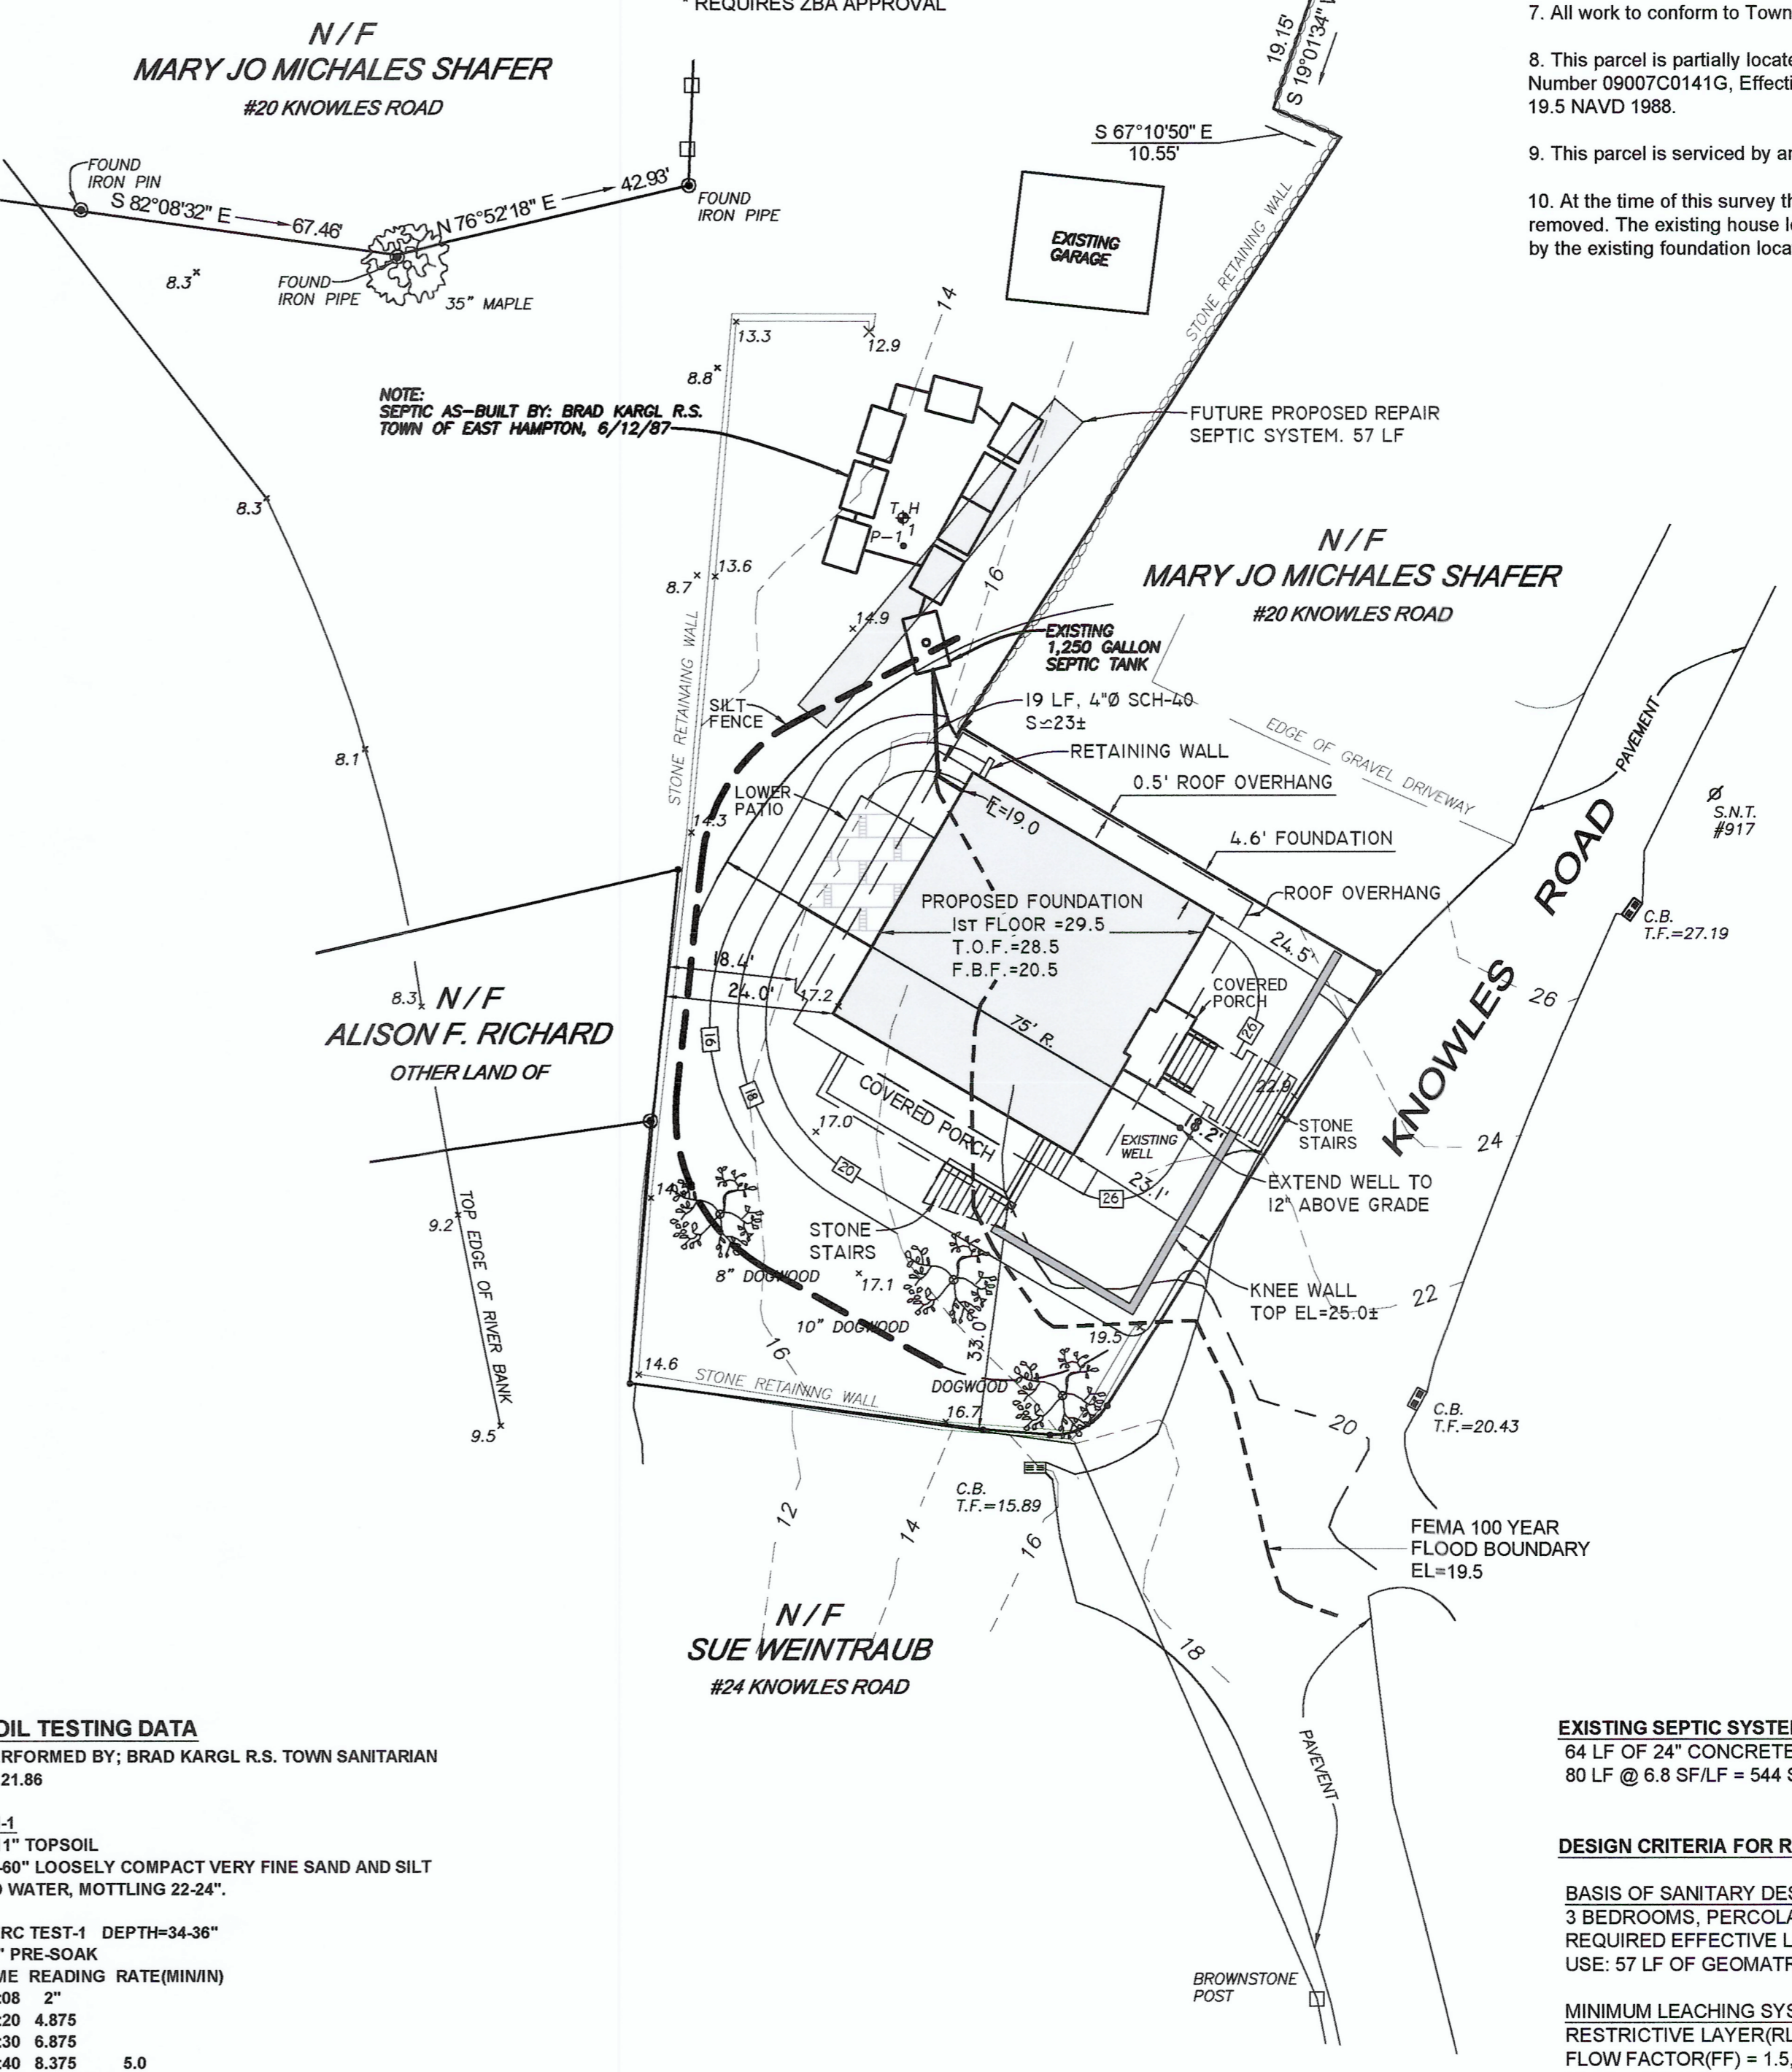 * REQUIRES ZBA APPROVAL
N/F
MARY JO MICHALES SHAFER
#20 KNOWLES ROAD
19.15'
S 19°01'34"
7. All work to conform to Town
8. This parcel is partially locate
Number 09007C0141G, Effecti
19.5 NAVD 1988.
9. This parcel is serviced by an
10. At the time of this survey th
removed. The existing house lo
by the existing foundation loca
S 67°10'50" E
10.55'
FOUND
IRON PIN
S 82°08'32" E
67.46'
N 76°52'18" E
42.93'
FOUND
IRON PIPE
FOUND
IRON PIPE
35" MAPLE
8.3
EXISTING
GARAGE
STONE RETAINING WALL
14
13.3
12.9
8.8
NOTE:
SEPTIC AS-BUILT BY: BRAD KARGL R.S.
TOWN OF EAST HAMPTON, 6/12/87
FUTURE PROPOSED REPAIR
SEPTIC SYSTEM. 57 LF
8.3
T H
1
P-1
13.6
8.7
16
14.9
N/F
MARY JO MICHALES SHAFER
#20 KNOWLES ROAD
EXISTING
1,250 GALLON
SEPTIC TANK
STONE RETAINING WALL
SILT
FENCE
19 LF, 4"Ø SCH-40
S≃23±
RETAINING WALL
0.5' ROOF OVERHANG
EDGE OF GRAVEL DRIVEWAY
PAVEMENT
8.1
LOWER
PATIO
14.3
FL=19.0
4.6' FOUNDATION
ROOF OVERHANG
S.N.T.
#917
KNOWLES ROAD
C.B.
T.F.=27.19
PROPOSED FOUNDATION
1ST FLOOR =29.5
T.O.F.=28.5
F.B.F.=20.5
24.5'
18.4'
24.0'
17.2
COVERED
PORCH
26
8.3
N/F
ALISON F. RICHARD
OTHER LAND OF
75' R.
16
26
18
COVERED PORCH
22.9
17.0
18.2'
STONE
STAIRS
24
EXISTING
WELL
20
23.1'
26
EXTEND WELL TO
12" ABOVE GRADE
TOP EDGE OF RIVER BANK
9.2
STONE
STAIRS
8" DOGWOOD
17.1
KNEE WALL
TOP EL=25.0±
22
10" DOGWOOD
33.0'
19.5
16
14.6
STONE RETAINING WALL
DOGWOOD
16.7
20
C.B.
T.F.=20.43
9.5
C.B.
T.F.=15.89
12
14
16
FEMA 100 YEAR
FLOOD BOUNDARY
EL=19.5
N/F
SUE WEINTRAUB
#24 KNOWLES ROAD
18
PAVEVENT
BROWNSTONE
POST
OIL TESTING DATA
RFORMED BY; BRAD KARGL R.S. TOWN SANITARIAN
21.86
-1
1" TOPSOIL
-60" LOOSELY COMPACT VERY FINE SAND AND SILT
O WATER, MOTTLING 22-24".
RC TEST-1 DEPTH=34-36"
" PRE-SOAK
ME READING RATE(MIN/IN)
:08 2"
:20 4.875
:30 6.875
:40 8.375 5.0
EXISTING SEPTIC SYSTEM
64 LF OF 24" CONCRETE
80 LF @ 6.8 SF/LF = 544 S
DESIGN CRITERIA FOR R
BASIS OF SANITARY DES
3 BEDROOMS, PERCOLA
REQUIRED EFFECTIVE L
USE: 57 LF OF GEOMATR
MINIMUM LEACHING SYS
RESTRICTIVE LAYER(RL
FLOW FACTOR(FF) = 1.5,